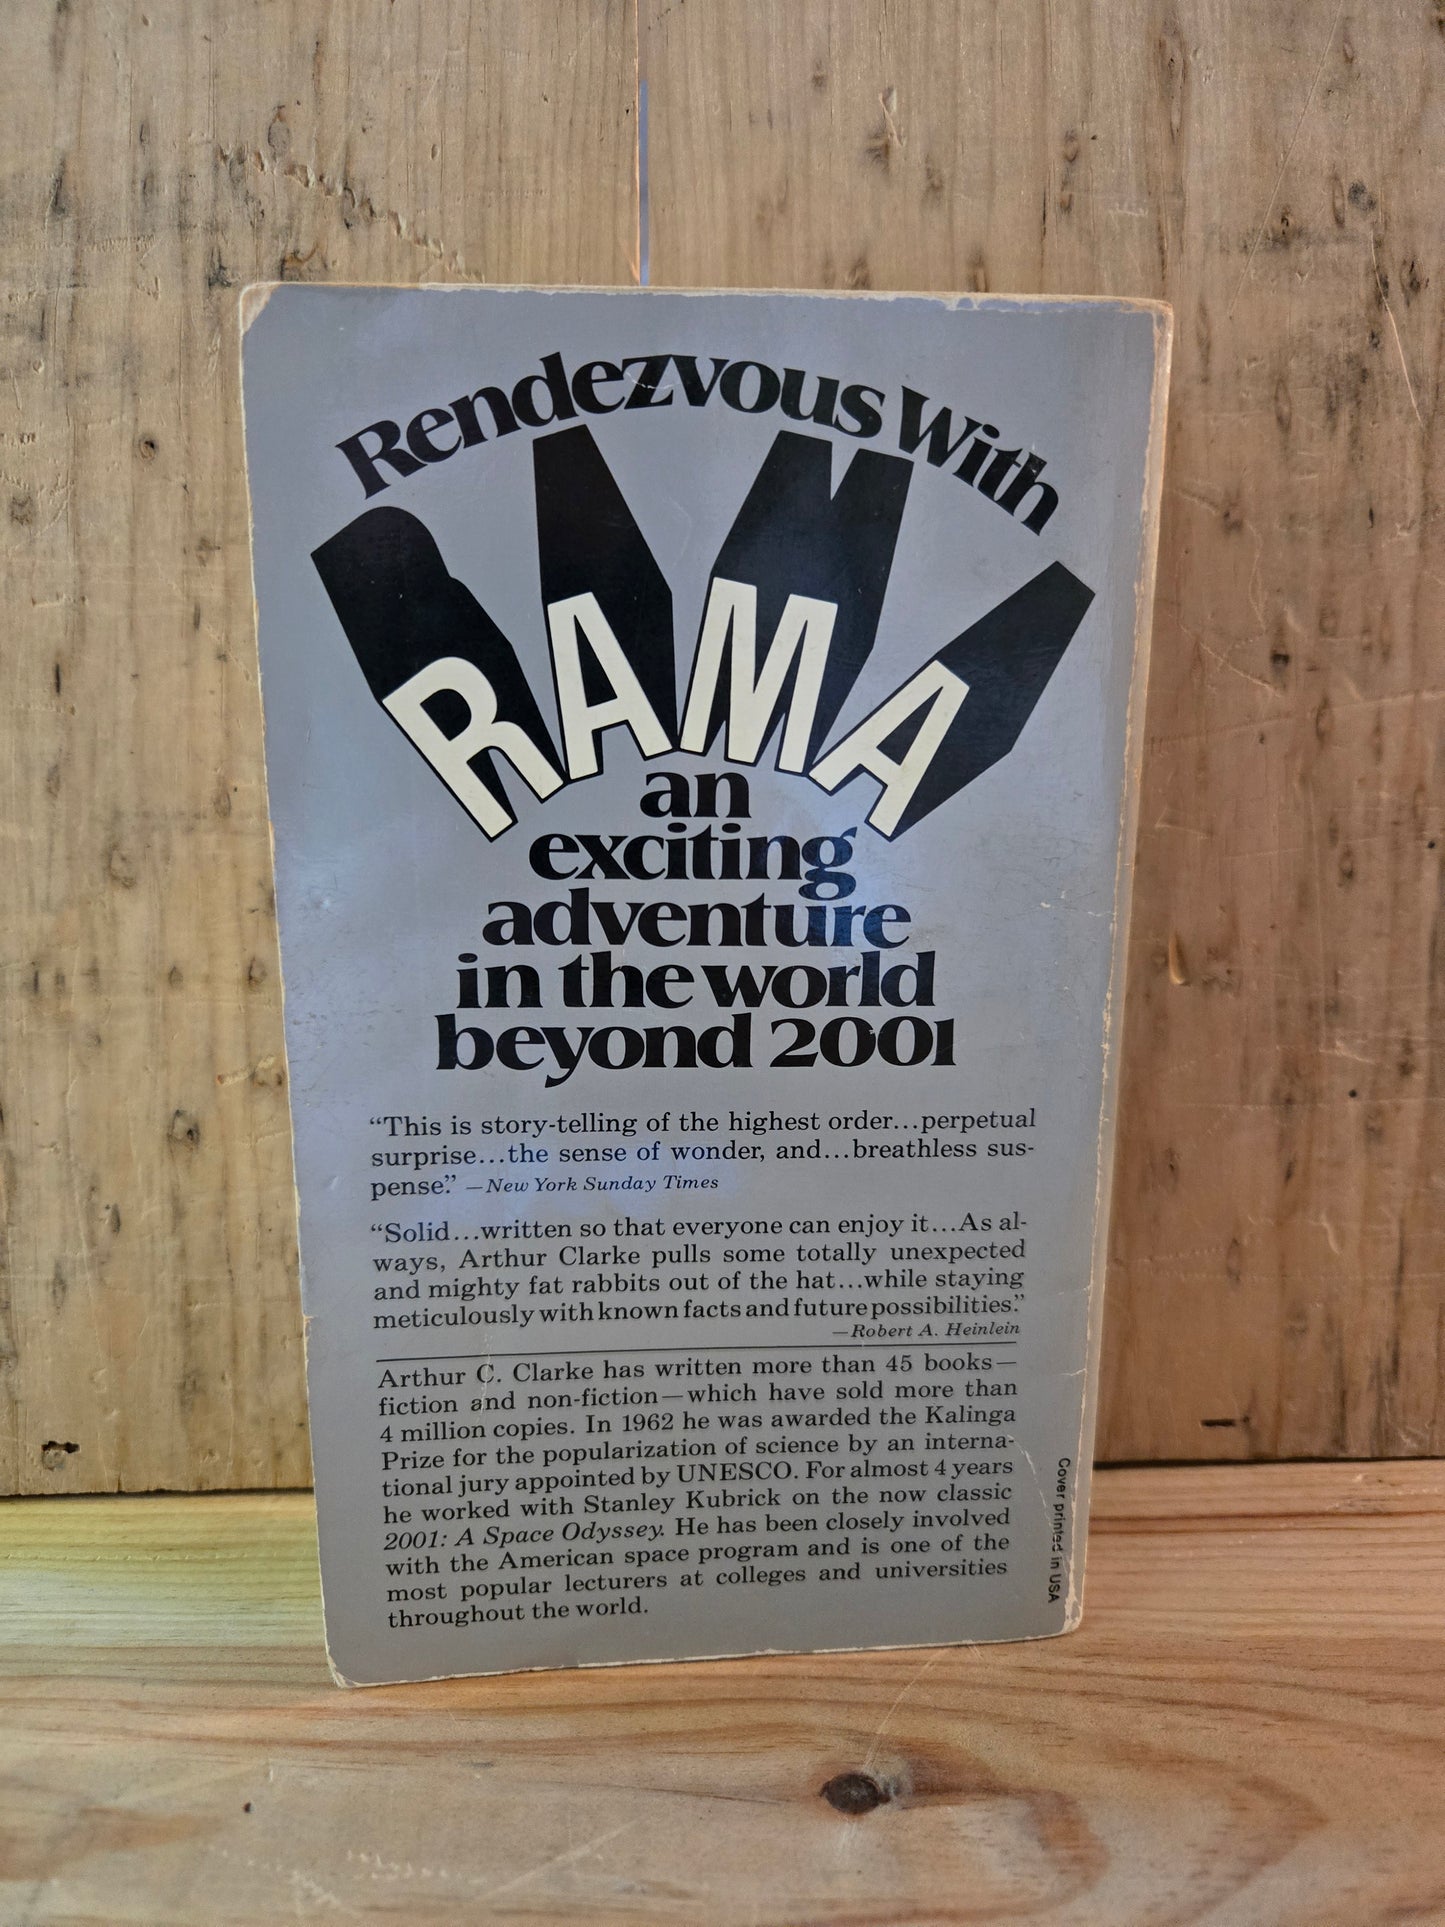 Rendezvous With
RAMA
an
exciting
adventure
in the world
beyond 2001
“This is story-telling of the highest order...perpetual
surprise...the sense of wonder, and...breathless sus-
pense.” —New York Sunday Times
“Solid...written so that everyone can enjoy it...As al-
ways, Arthur Clarke pulls some totally unexpected
and mighty fat rabbits out of the hat...while staying
meticulously with known facts and future possibilities.”
—Robert A. Heinlein
Arthur C. Clarke has written more than 45 books—
fiction and non-fiction—which have sold more than
4 million copies. In 1962 he was awarded the Kalinga
Prize for the popularization of science by an interna-
tional jury appointed by UNESCO. For almost 4 years
he worked with Stanley Kubrick on the now classic
2001: A Space Odyssey. He has been closely involved
with the American space program and is one of the
most popular lecturers at colleges and universities
throughout the world.
Cover printed in USA